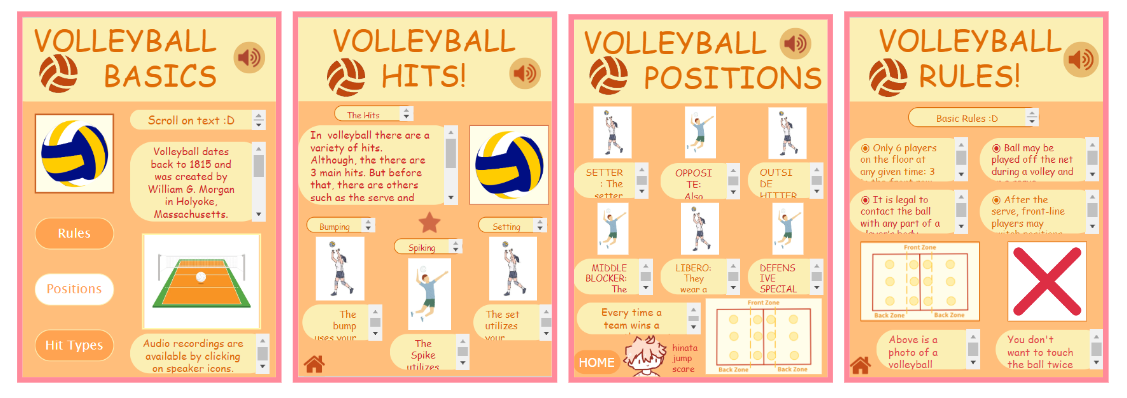 VOLLEYBALL
BASICS
Scroll on text :D
Volleyball dates
back to 1815 and
was created by
William G. Morgan
in Holyoke,
Massachusetts.
Rules
Positions
Hit Types
Audio recordings are
available by clicking
on speaker icons.
VOLLEYBALL
HITS!
The Hits
In volleyball there are a
variety of hits.
Although, the there are
3 main hits. But before
that, there are others
such as the serve and
Bumping
Spiking
Setting
The
bump
uses your
The
Spike
utilizes
The set
utilizes
VOLLEYBALL
POSITIONS
SETTER
: The
setter
OPPOSI
TE:
Also
OUTSI
DE
HITTER
MIDDLE
BLOCKER:
The
LIBERO:
They
wear a
DEFENS
IVE
SPECIAL
Every time a
team wins a
Front Zone
Back Zone
Back Zone
HOME
hinata
jump
scare
VOLLEYBALL
RULES!
Basic Rules :D
Only 6 players
on the floor at
any given time: 3
Ball may be
played off the net
during a volley and
It is legal to
contact the ball
with any part of a
player's body
After the
serve, front-line
players may
switch positions
Front Zone
Back Zone
Back Zone
Above is a
photo of a
volleyball
You don't
want to touch
the ball twice